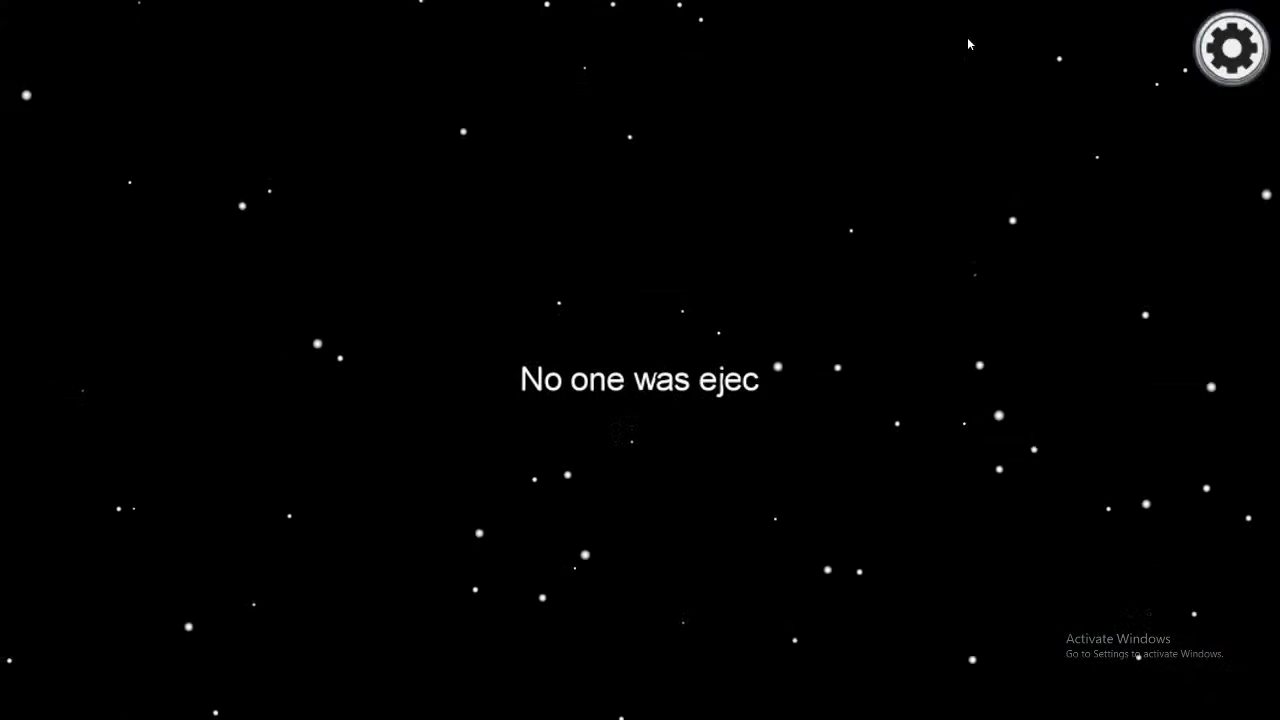 No one was ejec
Activate Windows
Go to Settings to activate Windows.